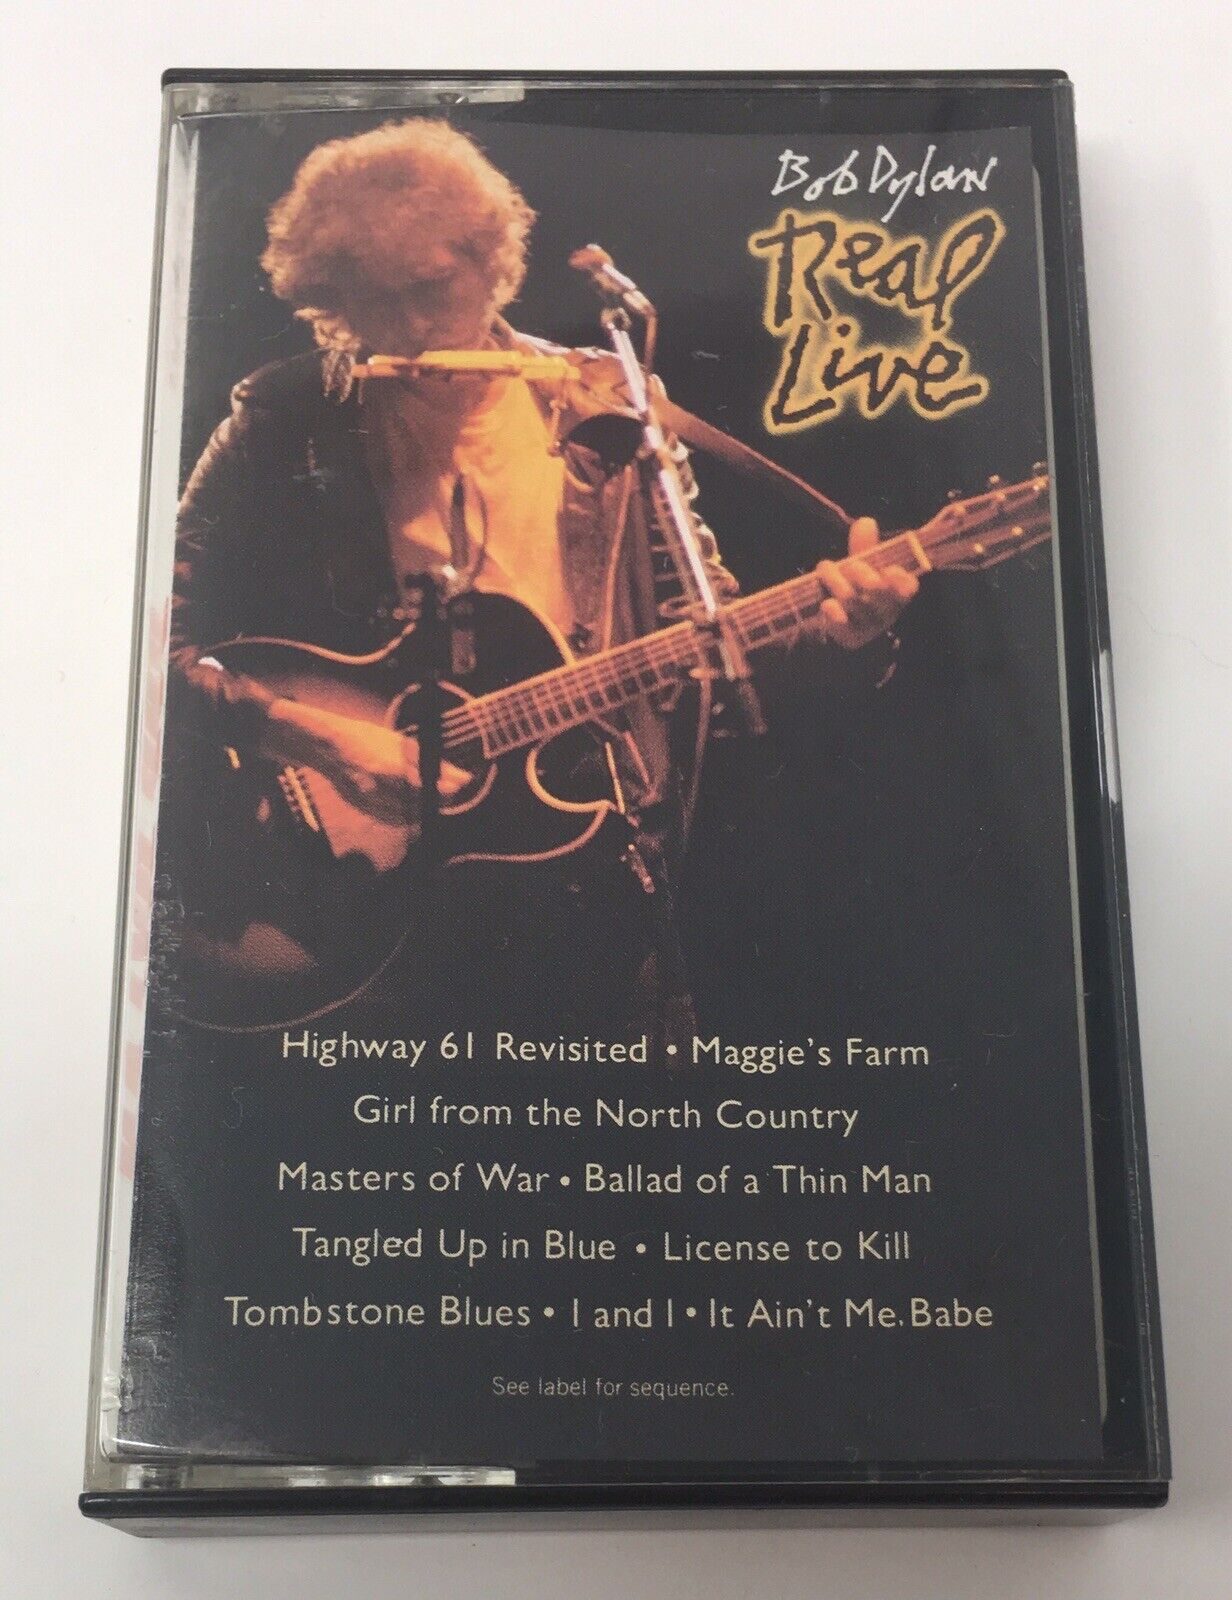 Bob Dylan
Real
Live
Highway 61 Revisited • Maggie's Farm
Girl from the North Country
Masters of War • Ballad of a Thin Man
Tangled Up in Blue • License to Kill
Tombstone Blues • I and I • It Ain't Me, Babe
See label for sequence.